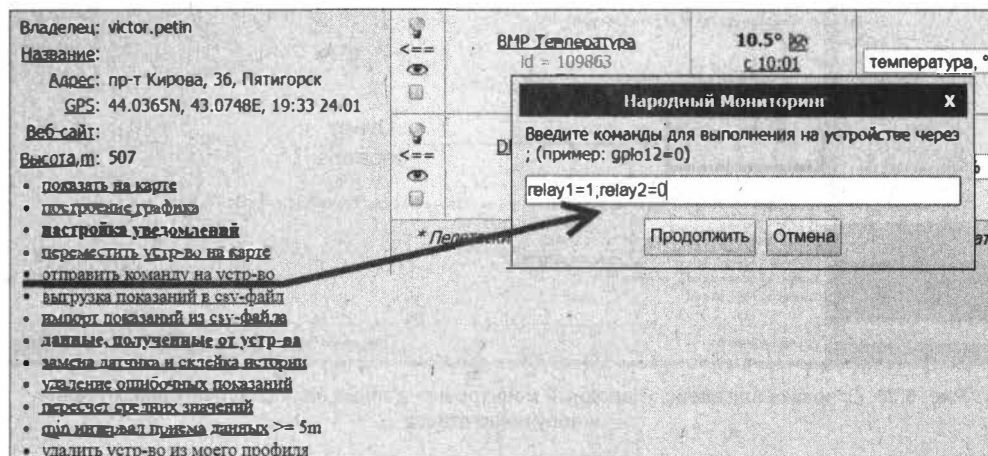 Владелец: victor.petin
Название:
Адрес: пр-т Кирова, 36, Пятигорск
GPS: 44.0365N, 43.0748E, 19:33 24.01
Веб-сайт:
Высота,m: 507
• показать на карте
• построение графика
• настройка уведомлений
• переместить устр-во на карте
• отправить команду на устр-во
• выгрузка показаний в csv-файл
• импорт показаний из csv-файла
• данные, полученные от устр-ва
• замена датчика и склейка истории
• удаление ошибочных показаний
• пересчет средних значений
• min интервал приема данных >= 5m
• удалить устр-во из моего профиля
<==
BMP Температура
id = 109863
10.5°
с 10:01
температура, °
<==
Народный Мониторинг X
Введите команды для выполнения на устройстве через
; (пример: gpio12=0)
relay1=1,relay2=0
Продолжить Отмена